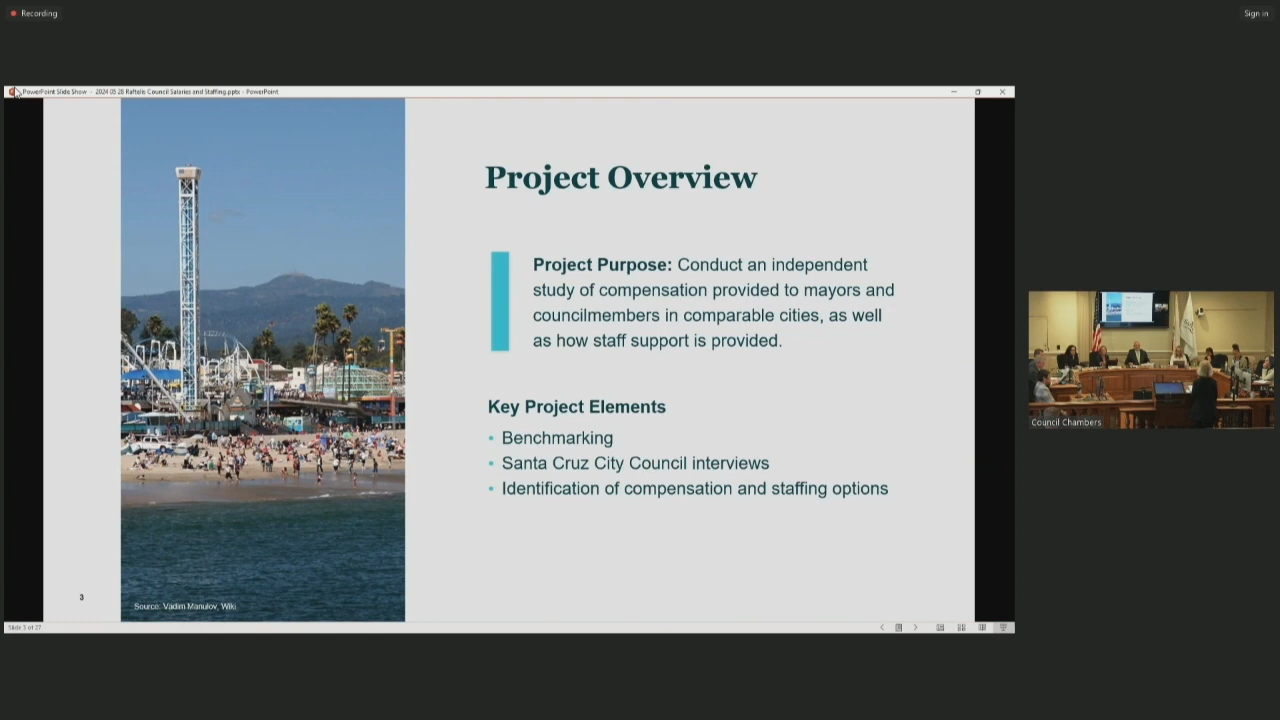 Recording
Sign in
PowerPoint Slide Show - 2024 05 28 Raftelis Council Salaries and Staffing.pptx - PowerPoint
Project Overview
Project Purpose: Conduct an independent
study of compensation provided to mayors and
councilmembers in comparable cities, as well
as how staff support is provided.
Key Project Elements
• Benchmarking
• Santa Cruz City Council interviews
• Identification of compensation and staffing options
3
Source: Vadim Manulov, Wiki
Slide 3 of 27
Council Chambers